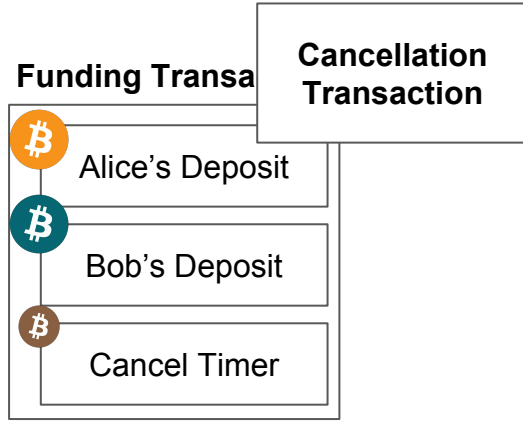 Cancellation
Transaction
Funding Transa
Alice’s Deposit
Bob’s Deposit
Cancel Timer